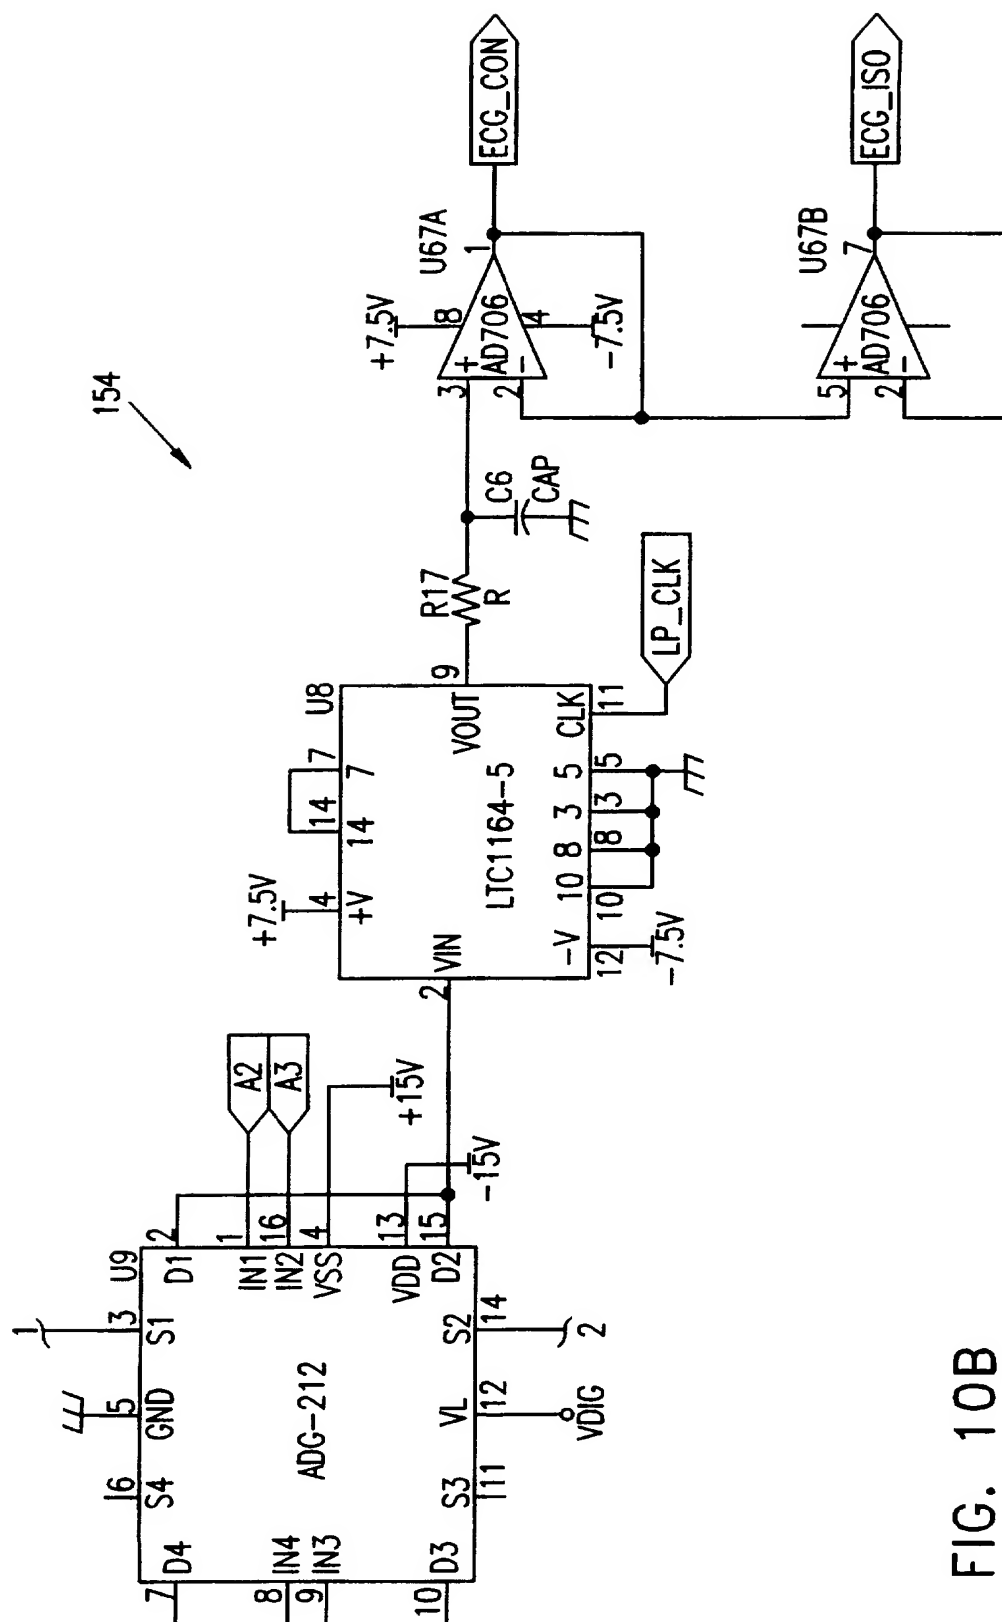 154
ECG_CON
ECG_ISO
U67A
+7.5V
8
1
3
+
AD706
-
2
4
-7.5V
U67B
7
5
+
AD706
-
2
R17
R
C6
CAP
U8
+7.5V
4
14
7
+V
14
7
2
VIN
VOUT
9
LTC1164-5
-V
10
8
3
5
CLK
12
10
8
3
5
11
-7.5V
LP_CLK
A2
A3
+15V
-15V
U9
1
7
6
5
3
D4
S4
GND
S1
D1
2
IN1
1
IN2
16
VSS
4
VDD
13
D2
15
8
IN4
9
IN3
ADG-212
10
D3
S3
VL
S2
11
12
14
VDIG
2
FIG. 10B